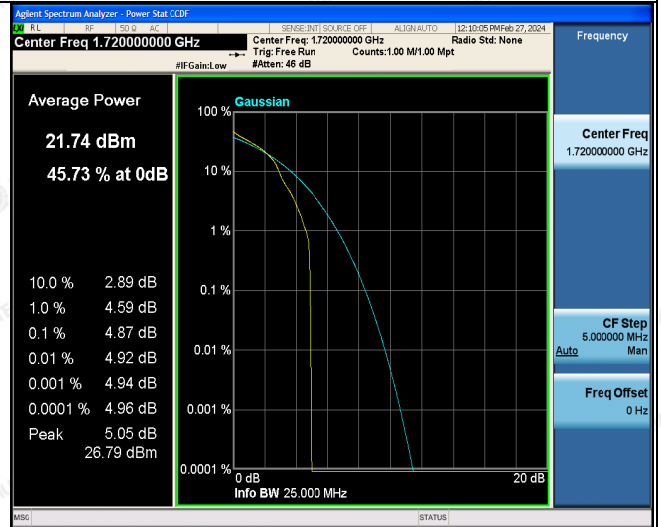 Agilent Spectrum Analyzer - Power Stat CCDF
RL RF 50 Ω AC SENSE:INT SOURCE OFF ALIGN AUTO 12:10:05 PM Feb 27, 2024
Center Freq 1.720000000 GHz
Center Freq: 1.720000000 GHz Radio Std: None
Trig: Free Run Counts:1.00 M/1.00 Mpt
#IFGain:Low #Atten: 46 dB
Frequency
Average Power
21.74 dBm
45.73 % at 0dB
10.0 % 2.89 dB
1.0 % 4.59 dB
0.1 % 4.87 dB
0.01 % 4.92 dB
0.001 % 4.94 dB
0.0001 % 4.96 dB
Peak 5.05 dB
26.79 dBm
Gaussian
100 %
10 %
1 %
0.1 %
0.01 %
0.001 %
0.0001 %
0 dB 20 dB
Info BW 25.000 MHz
Center Freq
1.720000000 GHz
CF Step
5.000000 MHz
Auto Man
Freq Offset
0 Hz
MSG STATUS